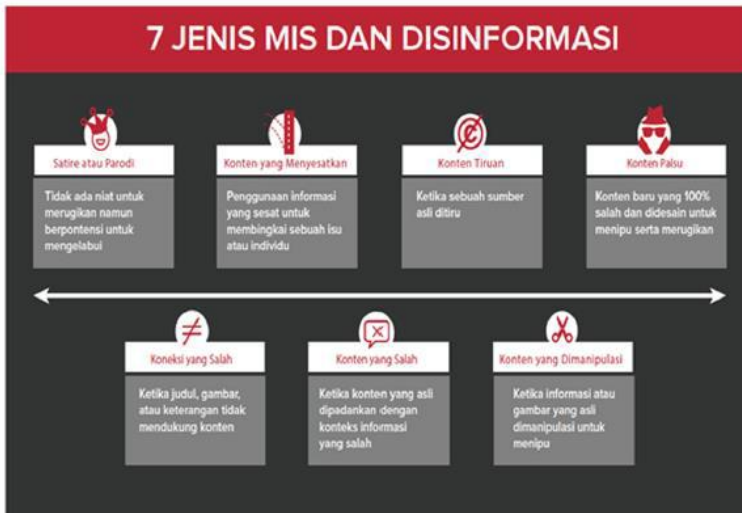 7 JENIS MIS DAN DISINFORMASI
Satire atau Parodi
Tidak ada niat untuk
merugikan namun
berpotensi untuk
mengelabui
Konten yang Menyesatkan
Penggunaan informasi
yang sesat untuk
membingkai sebuah isu
atau individu
Konten Tiruan
Ketika sebuah sumber
asli ditiru
Konten Palsu
Konten baru yang 100%
salah dan didesain untuk
menipu serta merugikan
Koneksi yang Salah
Ketika judul, gambar,
atau keterangan tidak
mendukung konten
Konten yang Salah
Ketika konten yang asli
dipadankan dengan
konteks informasi
yang salah
Konten yang Dimanipulasi
Ketika informasi atau
gambar yang asli
dimanipulasi untuk
menipu